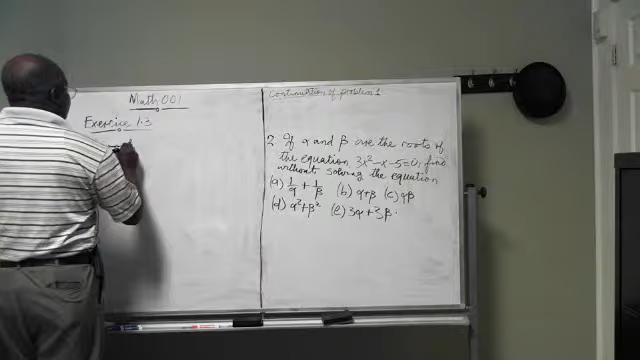 Math 001
Exercise 1.3
Continuation of problem 1
2. If α and β are the roots of
the equation 3x²-x-5=0, find
without solving the equation
(a) 1/α + 1/β (b) α+β (c) αβ
(d) α²+β² (e) 3α+3β.